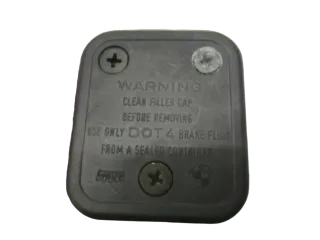 WARNING
CLEAN FILLER CAP
BEFORE REMOVING
USE ONLY DOT 4 BRAKE FLUID
FROM A SEALED CONTAINER